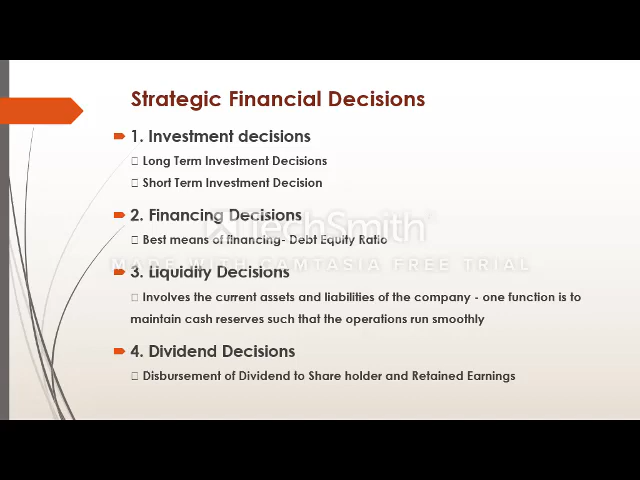 Strategic Financial Decisions
1. Investment decisions
Long Term Investment Decisions
Short Term Investment Decision
2. Financing Decisions
TechSmith
Best means of financing- Debt Equity Ratio
MADE WITH CAMTASIA FREE TRIAL
3. Liquidity Decisions
Involves the current assets and liabilities of the company - one function is to
maintain cash reserves such that the operations run smoothly
4. Dividend Decisions
Disbursement of Dividend to Share holder and Retained Earnings